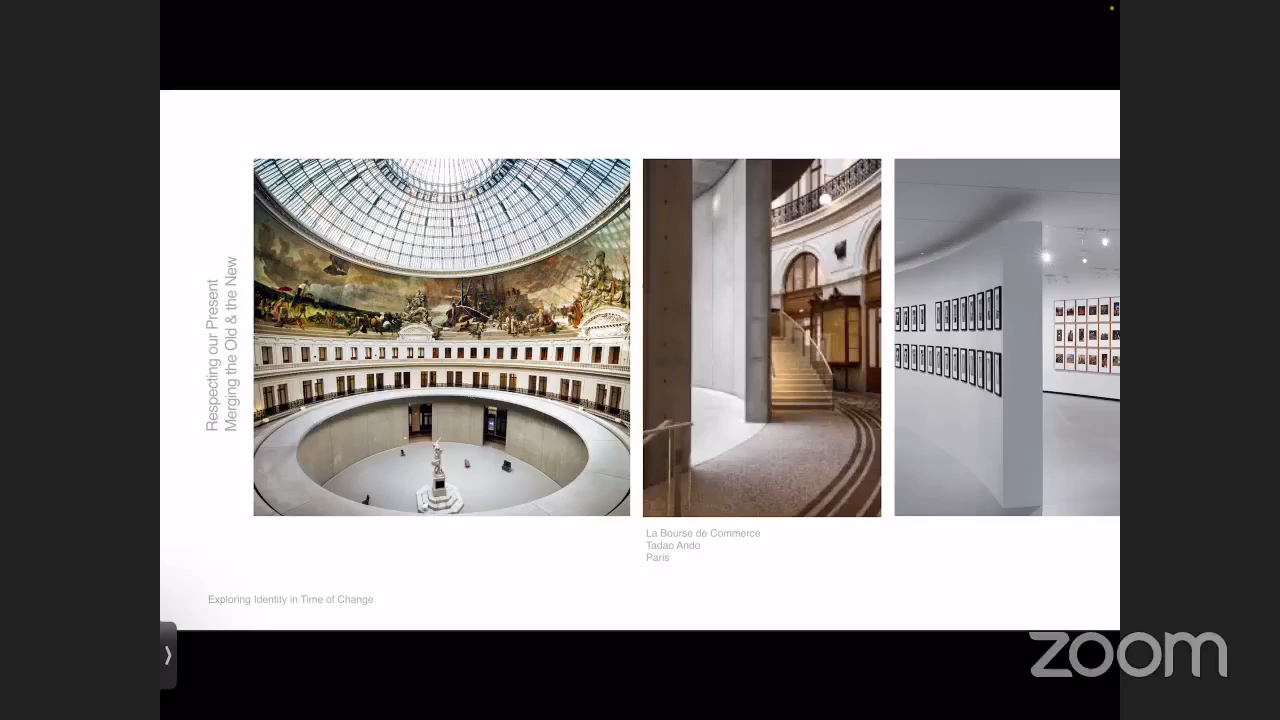 Respecting our Present
Merging the Old & the New
La Bourse de Commerce
Tadao Ando
Paris
Exploring Identity in Time of Change
zoom